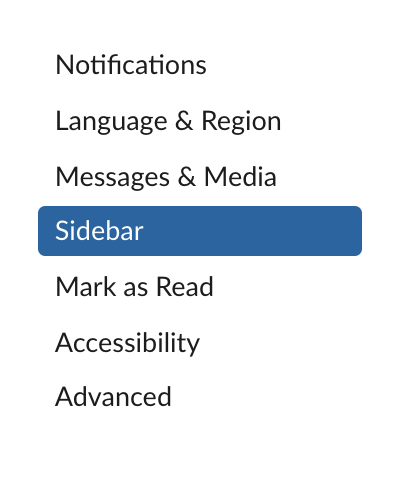 Notifications
Language & Region
Messages & Media
Sidebar
Mark as Read
Accessibility
Advanced